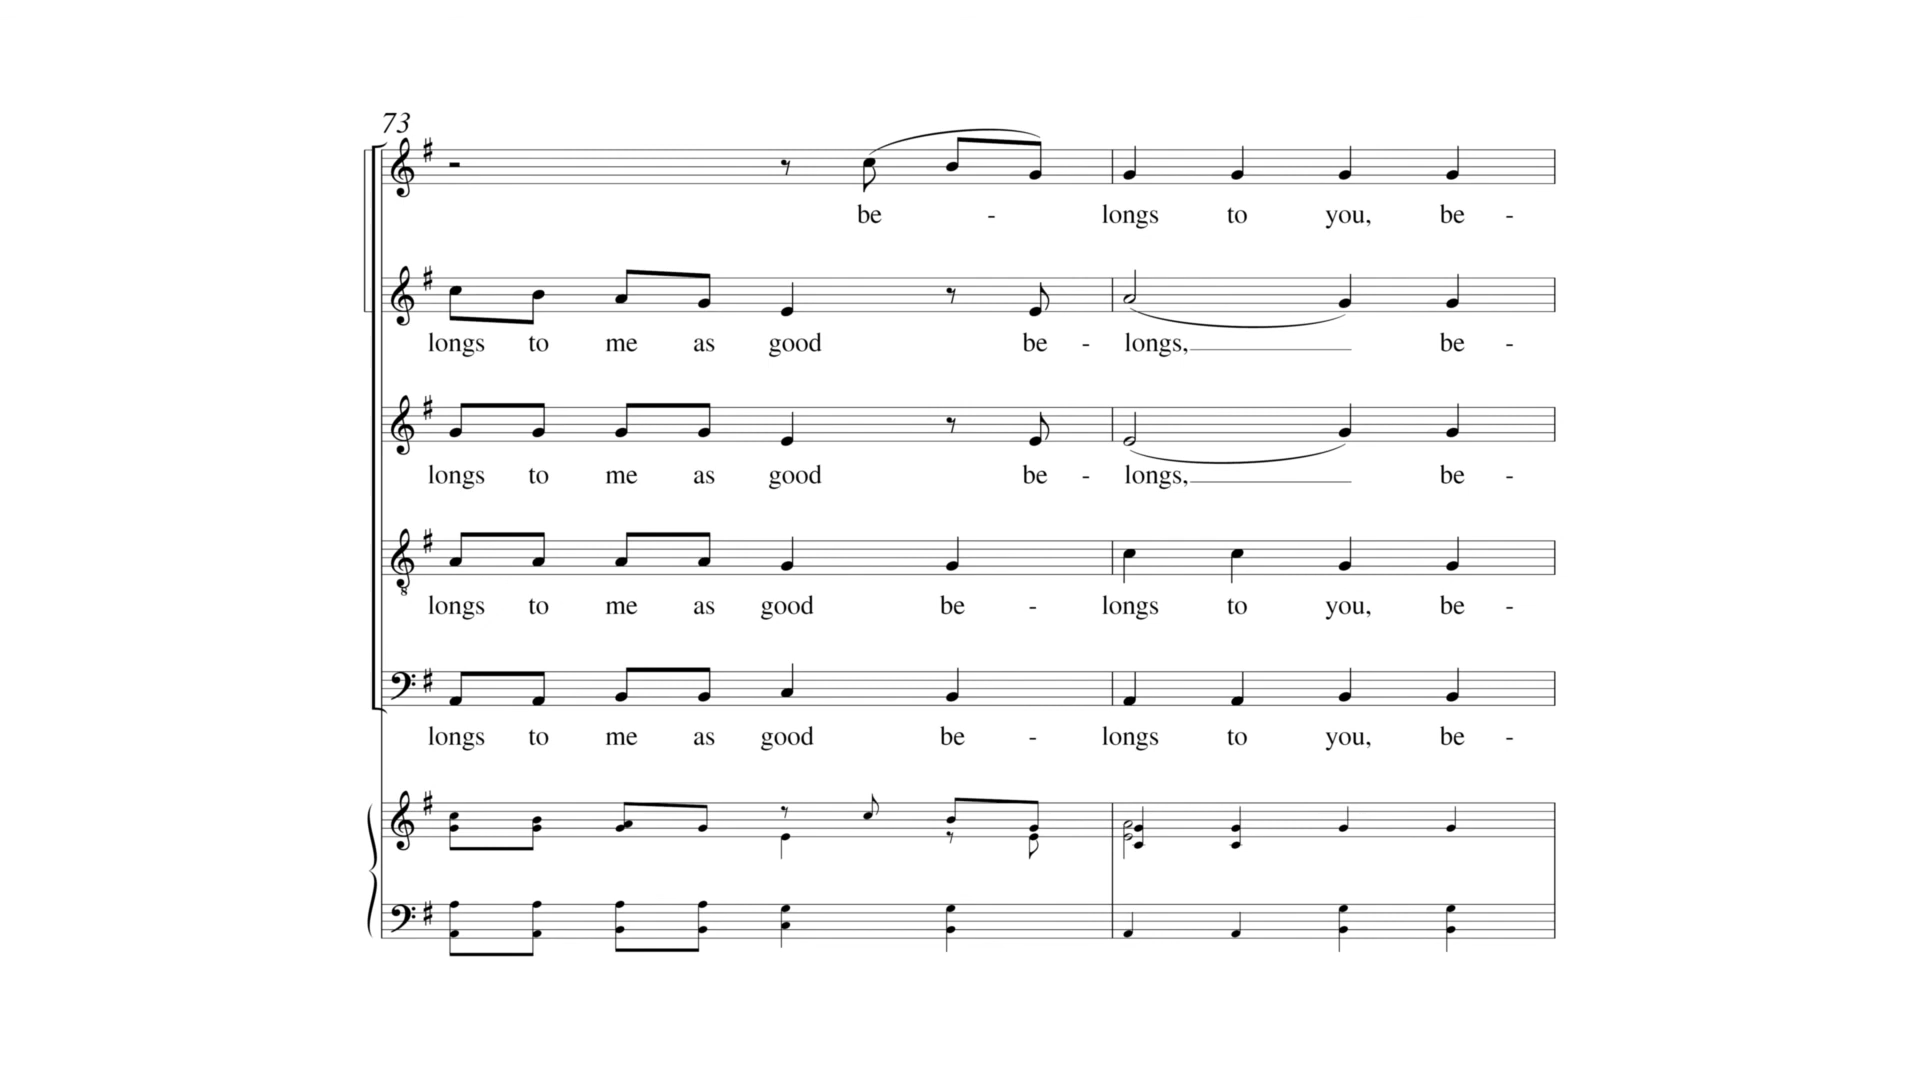 73
be - longs to you, be -
longs to me as good be - longs, be -
longs to me as good be - longs, be -
longs to me as good be - longs to you, be -
longs to me as good be - longs to you, be -